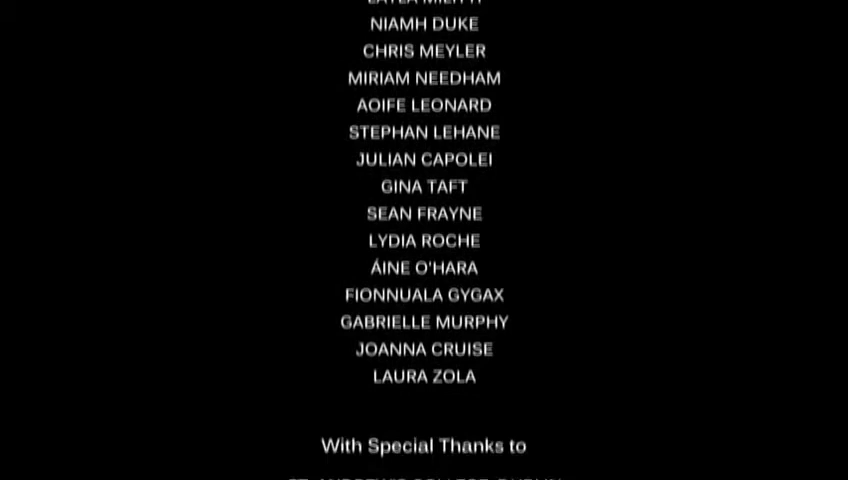 NIAMH DUKE
CHRIS MEYLER
MIRIAM NEEDHAM
AOIFE LEONARD
STEPHAN LEHANE
JULIAN CAPOLEI
GINA TAFT
SEAN FRAYNE
LYDIA ROCHE
ÁINE O'HARA
FIONNUALA GYGAX
GABRIELLE MURPHY
JOANNA CRUISE
LAURA ZOLA
With Special Thanks to